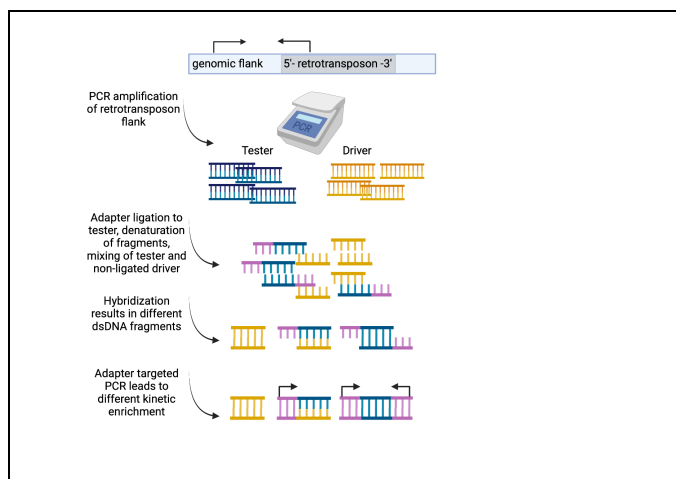 genomic flank
5'- retrotransposon -3'
PCR amplification
of retrotransposon
flank
PCR
Tester
Driver
Adapter ligation to
tester, denaturation
of fragments,
mixing of tester and
non-ligated driver
Hybridization
results in different
dsDNA fragments
Adapter targeted
PCR leads to
different kinetic
enrichment